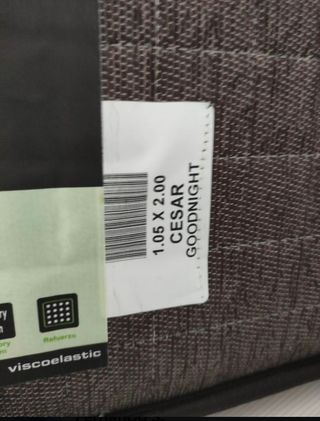 1.05 X 2.00
CESAR
GOODNIGHT
Refuerzo
viscoelastic